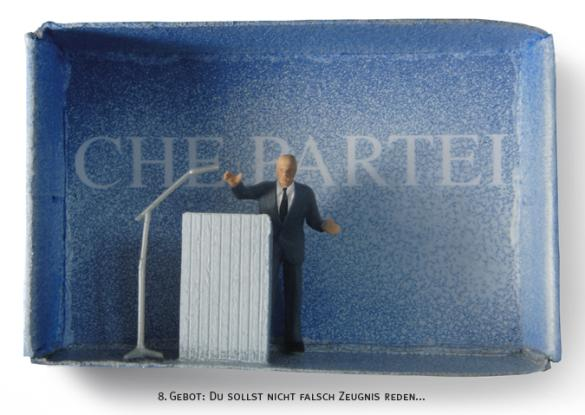 CHE PARTEI
8. Gebot: Du sollst nicht falsch Zeugnis reden...